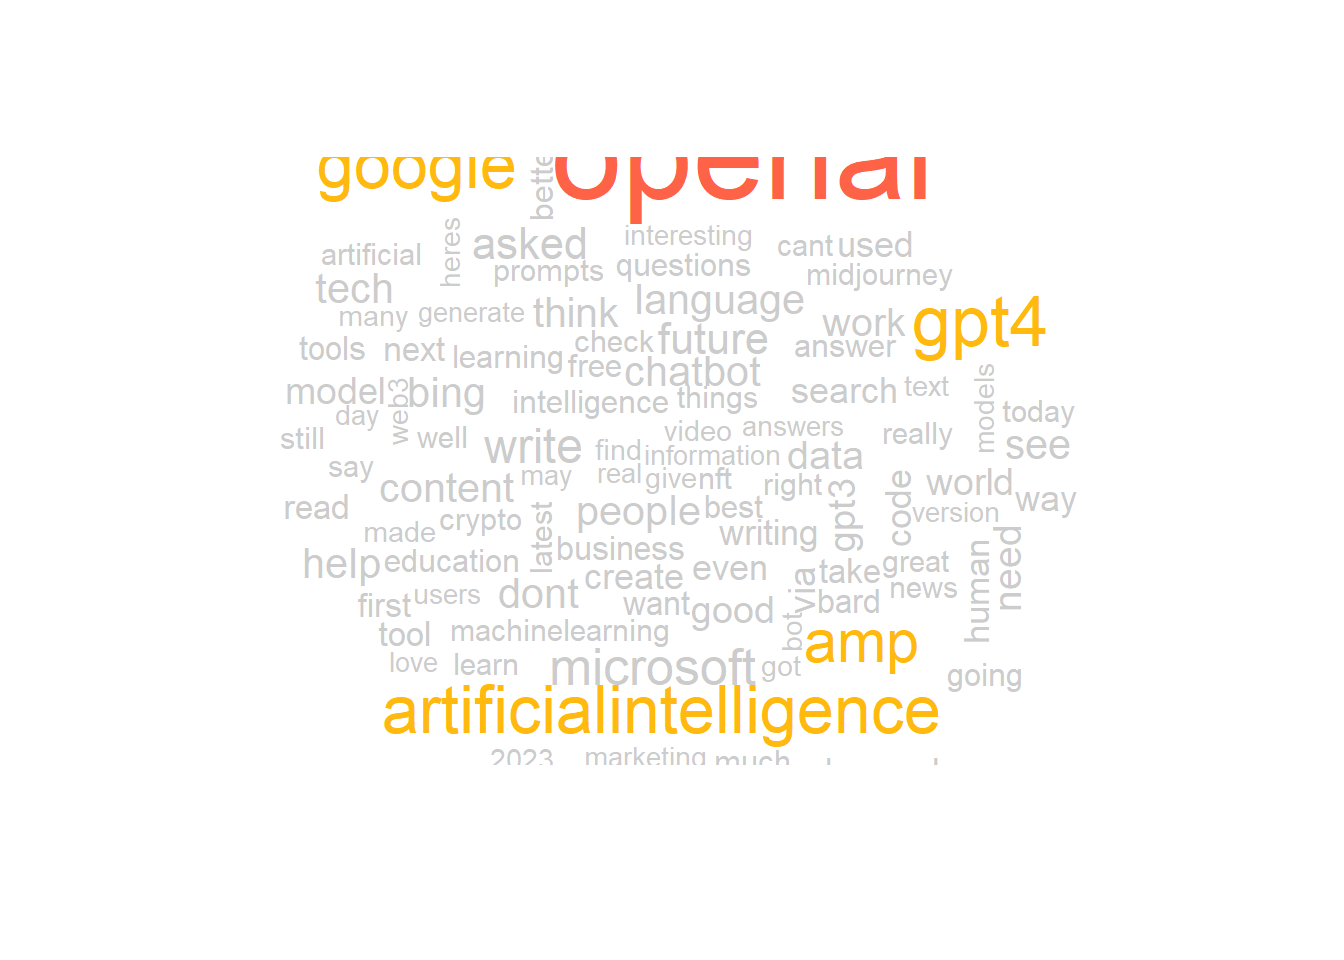 google
openai
bette
heres
asked
interesting
cant
used
artificial
prompts
questions
midjourney
tech
many
generate
think
language
work
gpt4
tools
next
learning
check
future
answer
free
chatbot
model
bing
web3
intelligence
things
search
text
models
day
today
still
well
write
video
answers
really
see
find
information
data
say
content
may
real
give
nft
right
gpt3
code
world
way
read
crypto
latest
people
best
version
made
writing
business
help
education
create
even
via
take
great
human
need
first
users
dont
want
good
bard
news
tool
machinelearning
bot
amp
love
learn
microsoft
got
going
artificialintelligence
2023
marketing
much